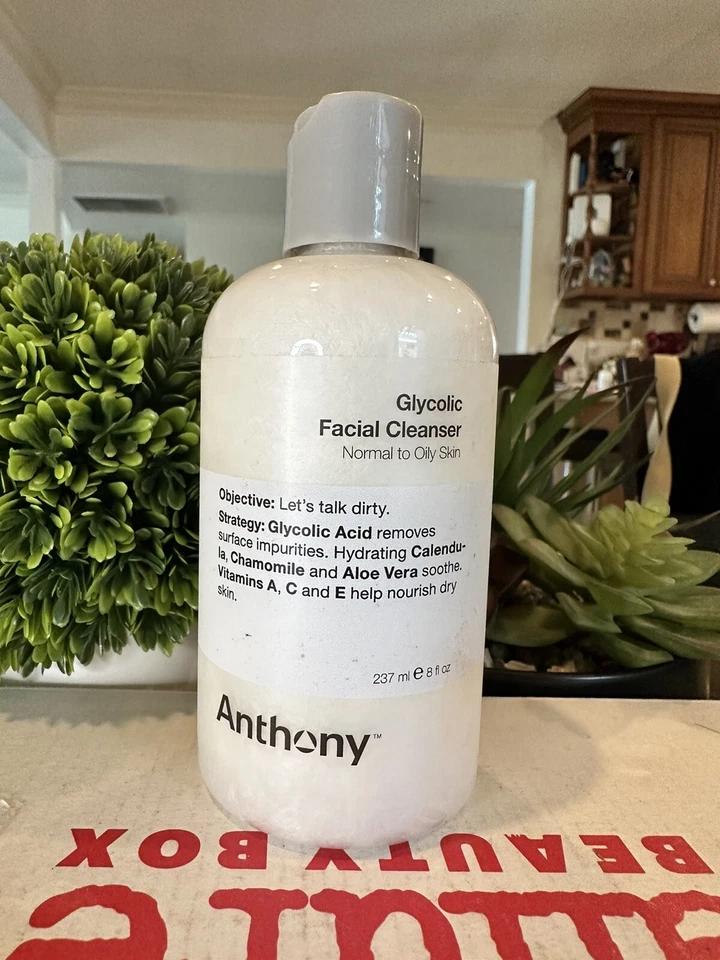 Glycolic
Facial Cleanser
Normal to Oily Skin
Objective: Let's talk dirty.
Strategy: Glycolic Acid removes
surface impurities. Hydrating Calendu-
la, Chamomile and Aloe Vera soothe.
Vitamins A, C and E help nourish dry
skin.
237 ml e 8 fl oz
Anthony™
BEAUTY BOX